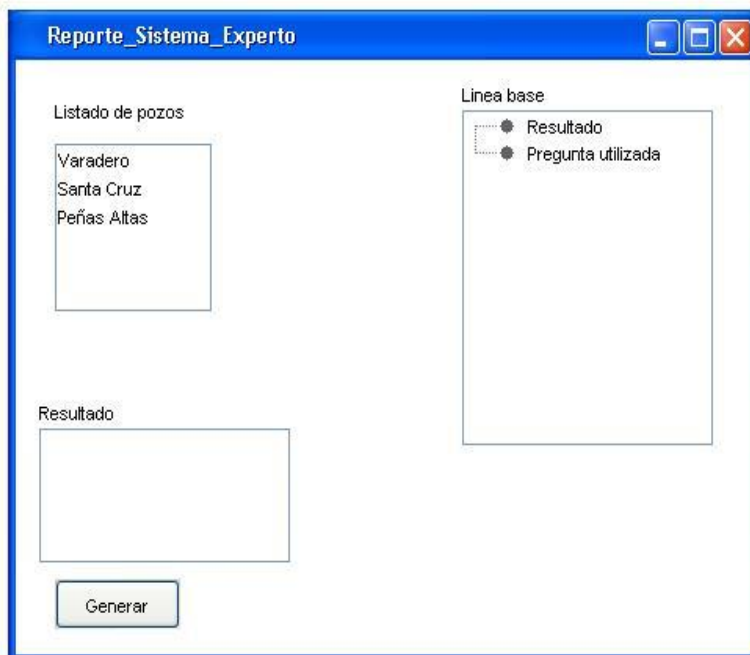 Reporte_Sistema_Experto
Listado de pozos
Varadero
Santa Cruz
Peñas Altas
Linea base
Resultado
Pregunta utilizada
Resultado
Generar